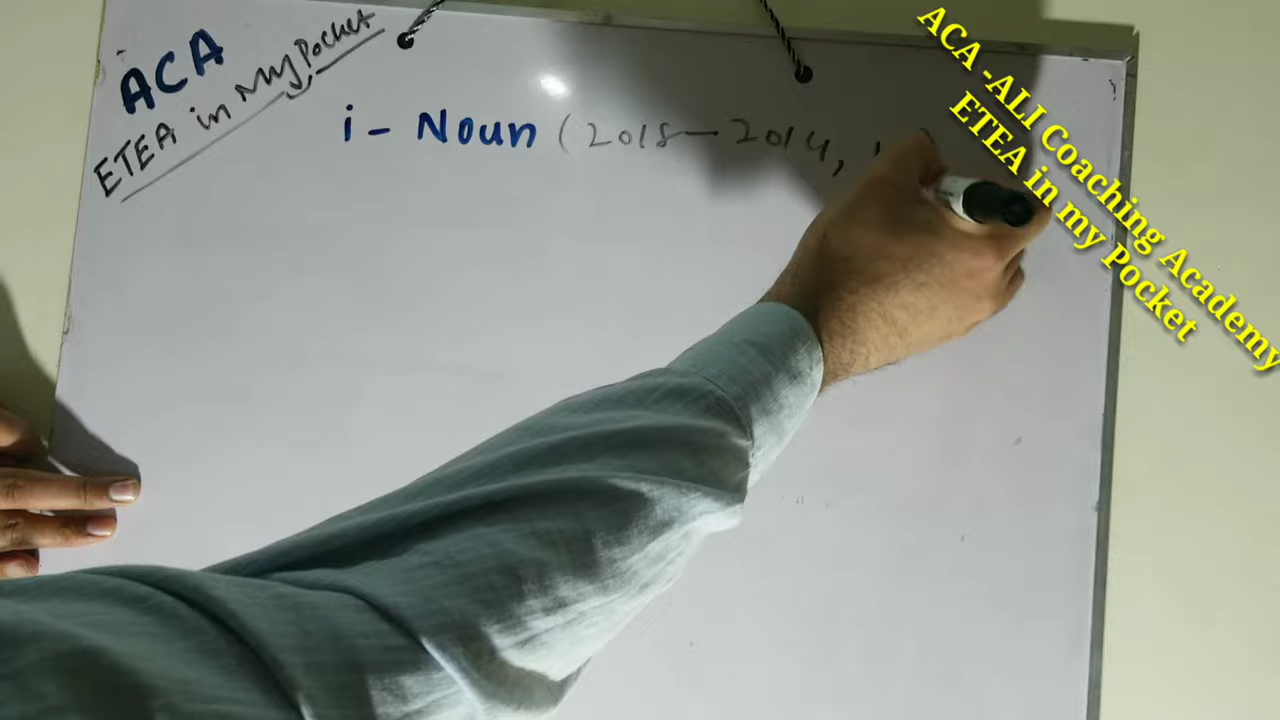 ACA
ETEA in My Pocket
i- Noun (2018-2014,
ACA -ALI Coaching Academy
ETEA in my Pocket